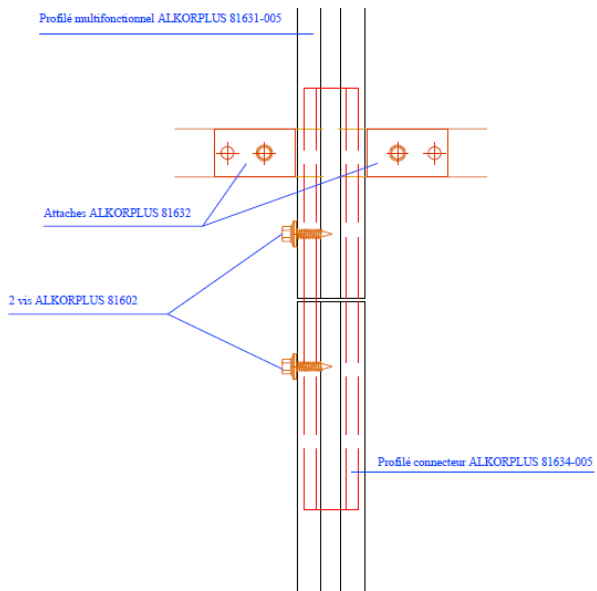 Profilé multifonctionnel ALKORPLUS 81631-005
Attaches ALKORPLUS 81632
2 vis ALKORPLUS 81602
Profilé connecteur ALKORPLUS 81634-005